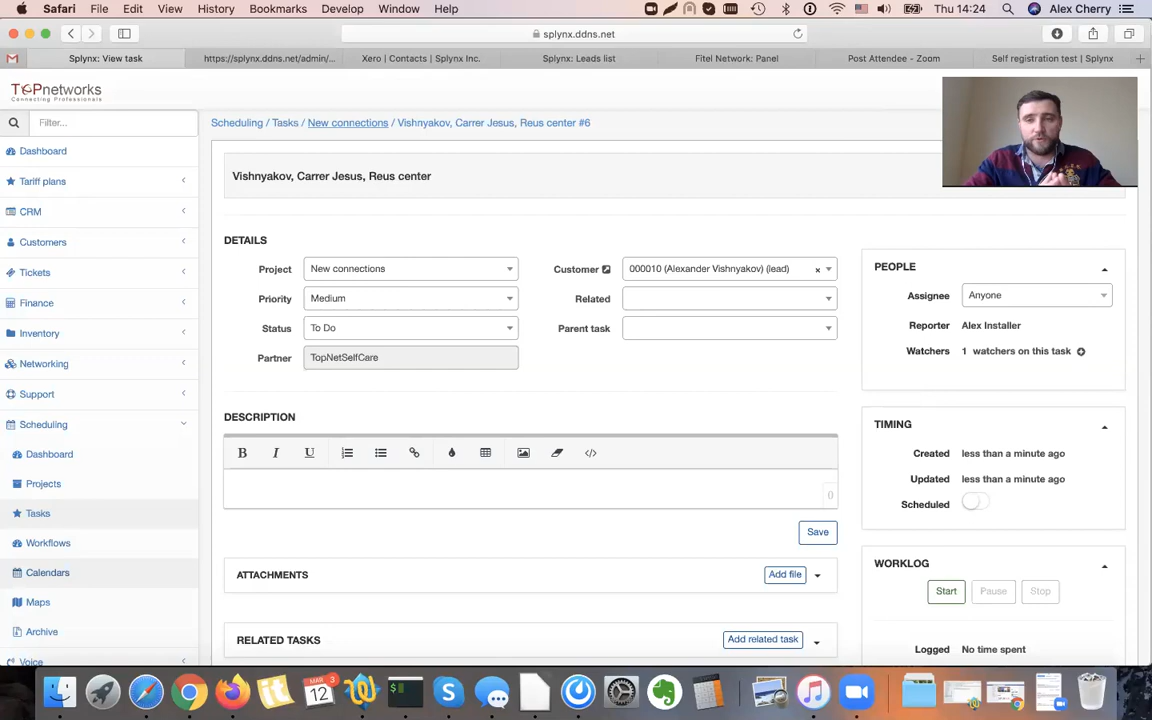 Safari File Edit View History Bookmarks Develop Window Help Thu 14:24 Alex Cherry
splynx.ddns.net
Splynx: View task https://splynx.ddns.net/admin/... Xero | Contacts | Splynx Inc. Splynx: Leads list Fitel Network: Panel Post Attendee - Zoom Self registration test | Splynx
TOPnetworks
Connecting Professionals
Filter...
Scheduling / Tasks / New connections / Vishnyakov, Carrer Jesus, Reus center #6
Dashboard
Tariff plans
CRM
Customers
Tickets
Finance
Inventory
Networking
Support
Scheduling
Dashboard
Projects
Tasks
Workflows
Calendars
Maps
Archive
Voice
Vishnyakov, Carrer Jesus, Reus center
DETAILS
Project New connections
Priority Medium
Status To Do
Partner TopNetSelfCare
Customer 000010 (Alexander Vishnyakov) (lead) ×
Related
Parent task
DESCRIPTION
B I U </>
0
Save
ATTACHMENTS Add file
RELATED TASKS Add related task
PEOPLE
Assignee Anyone
Reporter Alex Installer
Watchers 1 watchers on this task
TIMING
Created less than a minute ago
Updated less than a minute ago
Scheduled
WORKLOG
Start Pause Stop
Logged No time spent
MAR 3
12